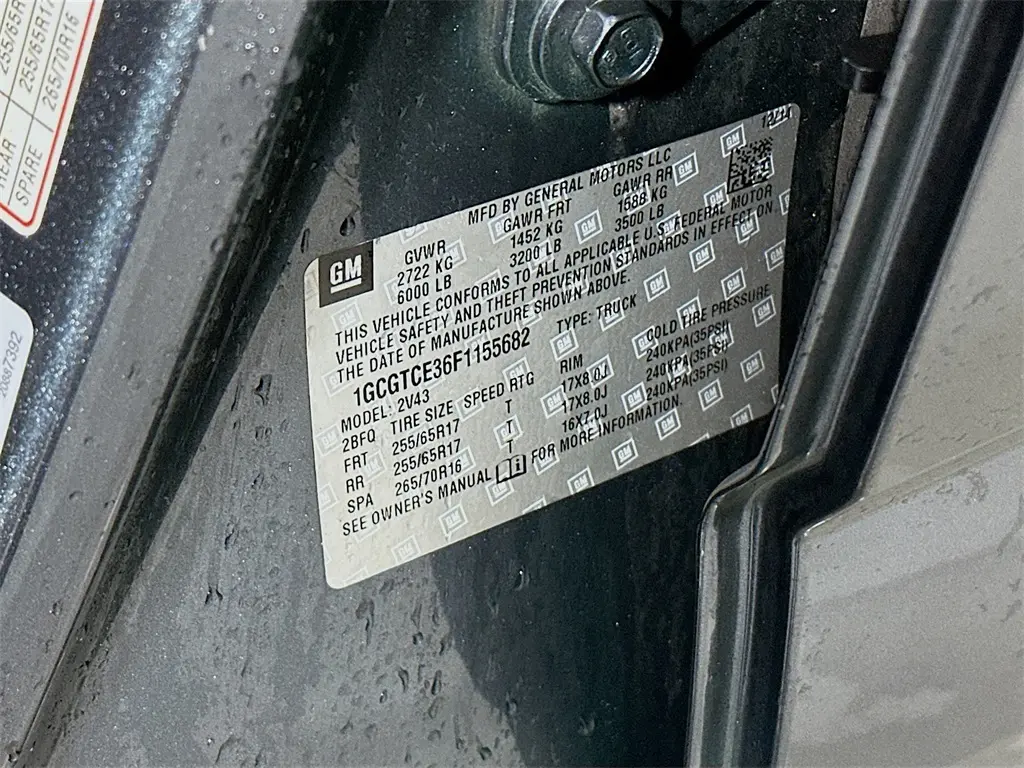 255/65R17
REAR 255/65R17
SPARE 265/70R16
GM
MFD BY GENERAL MOTORS LLC
GVWR GAWR FRT GAWR RR
2722 KG 1452 KG 1588 KG
6000 LB 3200 LB 3500 LB
THIS VEHICLE CONFORMS TO ALL APPLICABLE U.S. FEDERAL MOTOR
VEHICLE SAFETY AND THEFT PREVENTION STANDARDS IN EFFECT ON
THE DATE OF MANUFACTURE SHOWN ABOVE.
1GCGTCE36F1155682 TYPE: TRUCK
MODEL: 2V43
2BFQ TIRE SIZE SPEED RTG RIM COLD TIRE PRESSURE
FRT 255/65R17 T 17X8.0J 240KPA(35PSI)
RR 255/65R17 T 17X8.0J 240KPA(35PSI)
SPA 265/70R16 T 16X7.0J 240KPA(35PSI)
SEE OWNER'S MANUAL FOR MORE INFORMATION.